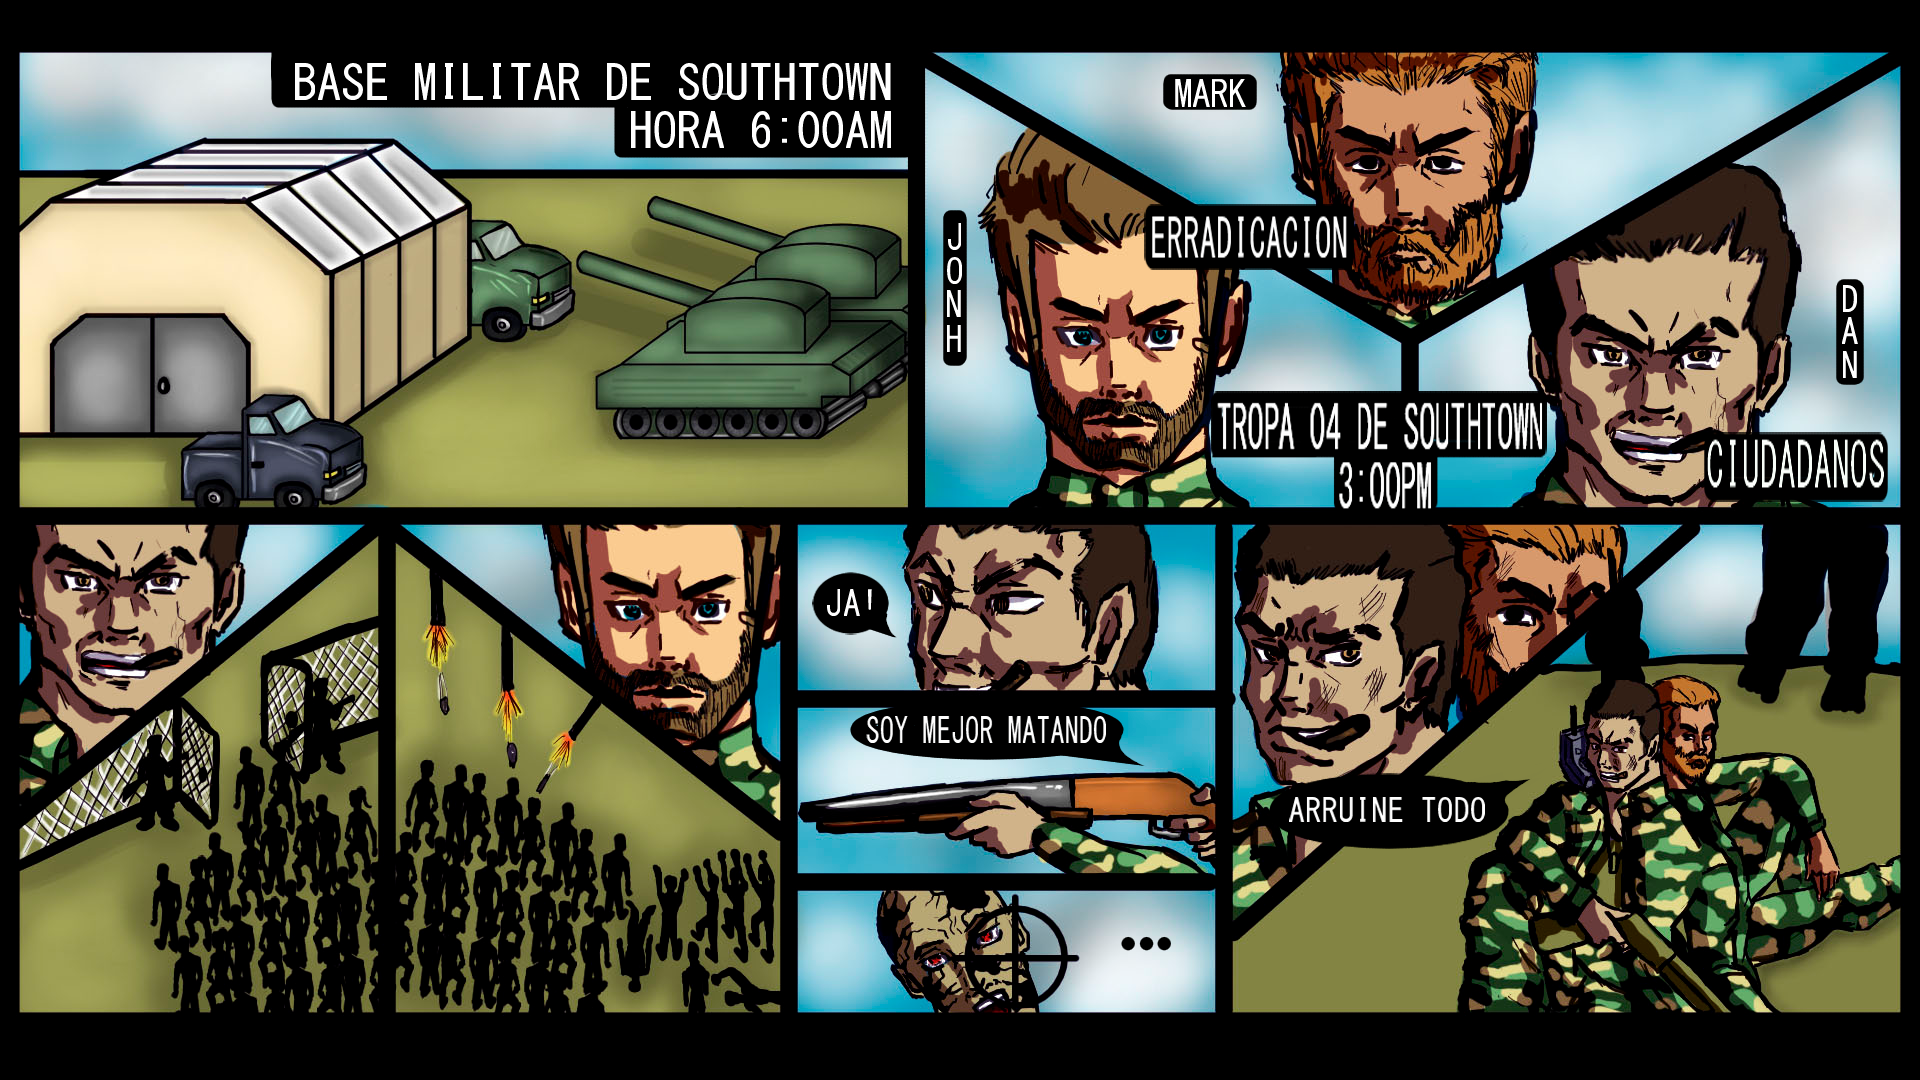 BASE MILITAR DE SOUTHTOWN
HORA 6:00AM
MARK
JONH
ERRADICACION
DAN
TROPA 04 DE SOUTHTOWN
3:00PM
CIUDADANOS
JA!
SOY MEJOR MATANDO
...
ARRUINE TODO